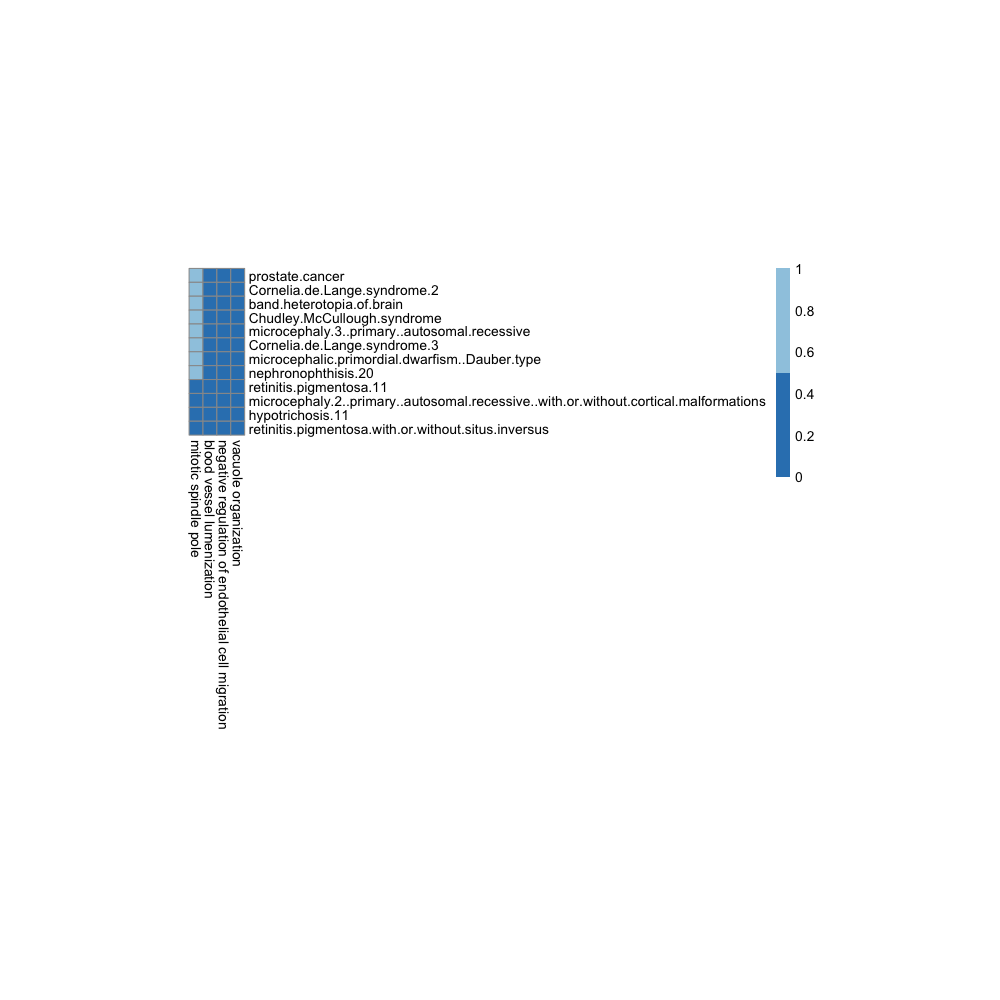 prostate.cancer
Cornelia.de.Lange.syndrome.2
band.heterotopia.of.brain
Chudley.McCullough.syndrome
microcephaly.3..primary..autosomal.recessive
Cornelia.de.Lange.syndrome.3
microcephalic.primordial.dwarfism..Dauber.type
nephronophthisis.20
retinitis.pigmentosa.11
microcephaly.2..primary..autosomal.recessive..with.or.without.cortical.malformations
hypotrichosis.11
retinitis.pigmentosa.with.or.without.situs.inversus
mitotic spindle pole
blood vessel lumenization
negative regulation of endothelial cell migration
vacuole organization
1
0.8
0.6
0.4
0.2
0